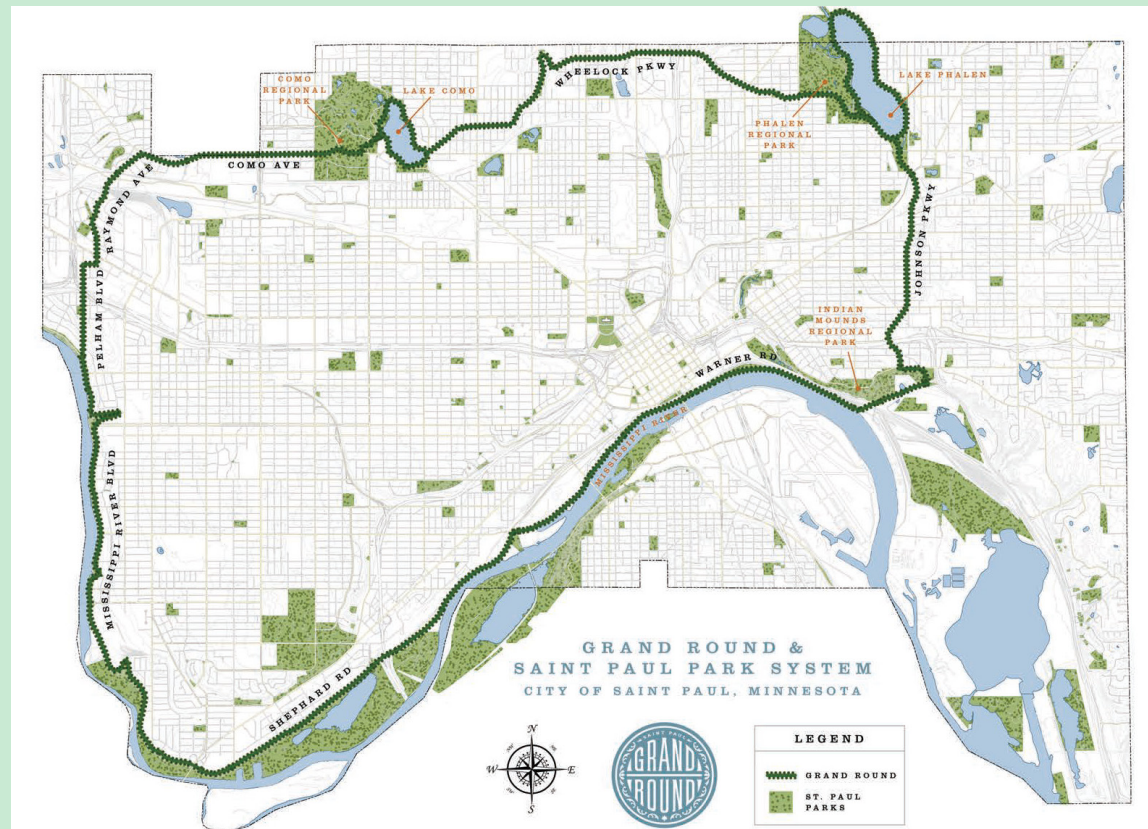 COMO
REGIONAL
PARK
LAKE COMO
WHEELOCK PKWY
LAKE PHALEN
PHALEN
REGIONAL
PARK
COMO AVE
RAYMOND AVE
PELHAM BLVD
JOHNSON PKWY
INDIAN
MOUNDS
REGIONAL
PARK
WARNER RD
MISSISSIPPI RIVER
MISSISSIPPI RIVER BLVD
SHEPHARD RD
GRAND ROUND &
SAINT PAUL PARK SYSTEM
CITY OF SAINT PAUL, MINNESOTA
N
W
E
S
SAINT PAUL
GRAND
ROUND
LEGEND
GRAND ROUND
ST. PAUL
PARKS